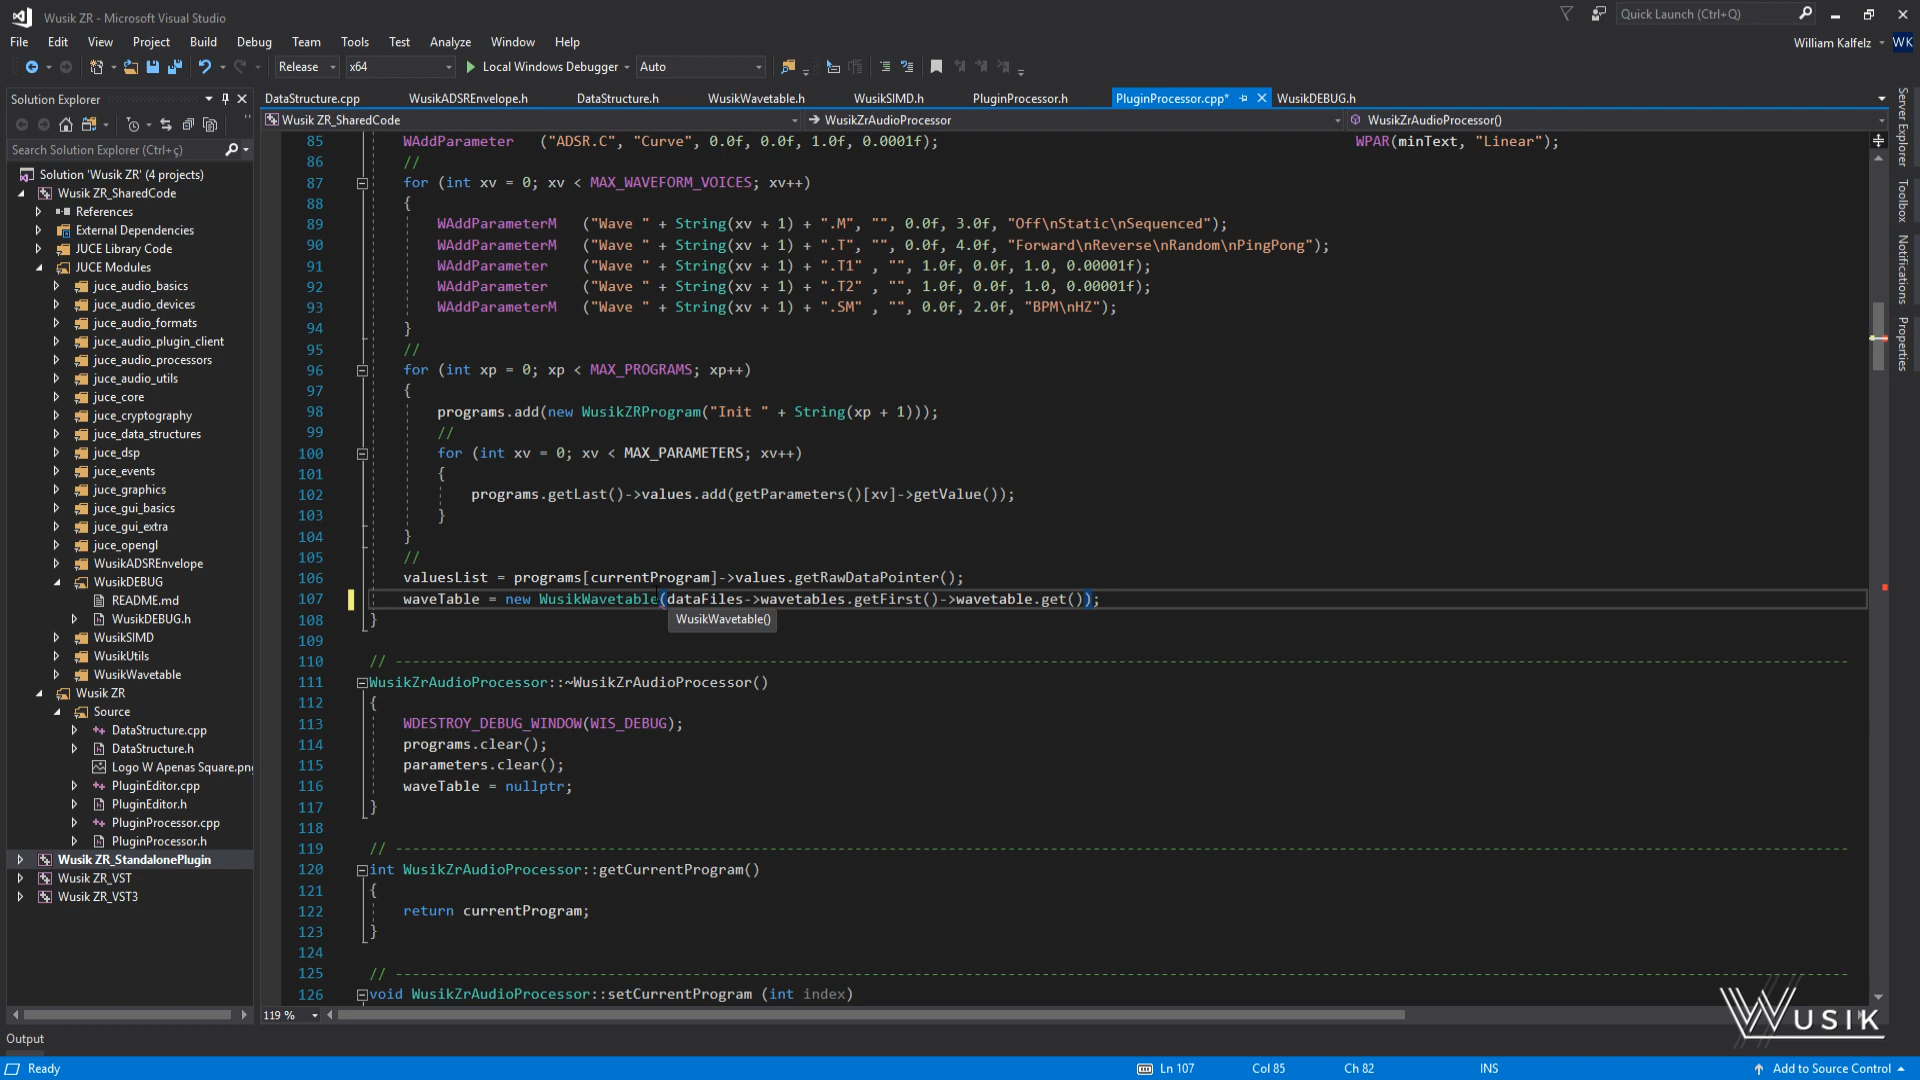 Wusik ZR - Microsoft Visual Studio
Quick Launch (Ctrl+Q)
File Edit View Project Build Debug Team Tools Test Analyze Window Help
William Kalfelz WK
Release x64 Local Windows Debugger Auto
Solution Explorer
Search Solution Explorer (Ctrl+ç)
Solution 'Wusik ZR' (4 projects)
Wusik ZR_SharedCode
References
External Dependencies
JUCE Library Code
JUCE Modules
juce_audio_basics
juce_audio_devices
juce_audio_formats
juce_audio_plugin_client
juce_audio_processors
juce_audio_utils
juce_core
juce_cryptography
juce_data_structures
juce_dsp
juce_events
juce_graphics
juce_gui_basics
juce_gui_extra
juce_opengl
WusikADSREnvelope
WusikDEBUG
README.md
WusikDEBUG.h
WusikSIMD
WusikUtils
WusikWavetable
Wusik ZR
Source
DataStructure.cpp
DataStructure.h
Logo W Apenas Square.png
PluginEditor.cpp
PluginEditor.h
PluginProcessor.cpp
PluginProcessor.h
Wusik ZR_StandalonePlugin
Wusik ZR_VST
Wusik ZR_VST3
DataStructure.cpp WusikADSREnvelope.h DataStructure.h WusikWavetable.h WusikSIMD.h PluginProcessor.h PluginProcessor.cpp* WusikDEBUG.h
Wusik ZR_SharedCode WusikZrAudioProcessor WusikZrAudioProcessor()
85 WAddParameter ("ADSR.C", "Curve", 0.0f, 0.0f, 1.0f, 0.0001f); WPAR(minText, "Linear");
86 //
87 for (int xv = 0; xv < MAX_WAVEFORM_VOICES; xv++)
88 {
89 WAddParameterM ("Wave " + String(xv + 1) + ".M", "", 0.0f, 3.0f, "Off\nStatic\nSequenced");
90 WAddParameterM ("Wave " + String(xv + 1) + ".T", "", 0.0f, 4.0f, "Forward\nReverse\nRandom\nPingPong");
91 WAddParameter ("Wave " + String(xv + 1) + ".T1" , "", 1.0f, 0.0f, 1.0, 0.00001f);
92 WAddParameter ("Wave " + String(xv + 1) + ".T2" , "", 1.0f, 0.0f, 1.0, 0.00001f);
93 WAddParameterM ("Wave " + String(xv + 1) + ".SM" , "", 0.0f, 2.0f, "BPM\nHZ");
94 }
95 //
96 for (int xp = 0; xp < MAX_PROGRAMS; xp++)
97 {
98 programs.add(new WusikZRProgram("Init " + String(xp + 1)));
99 //
100 for (int xv = 0; xv < MAX_PARAMETERS; xv++)
101 {
102 programs.getLast()->values.add(getParameters()[xv]->getValue());
103 }
104 }
105 //
106 valuesList = programs[currentProgram]->values.getRawDataPointer();
107 waveTable = new WusikWavetable(dataFiles->wavetables.getFirst()->wavetable.get());
108 }
WusikWavetable()
109
110 // ------------------------------------------------------------
111 WusikZrAudioProcessor::~WusikZrAudioProcessor()
112 {
113 WDESTROY_DEBUG_WINDOW(WIS_DEBUG);
114 programs.clear();
115 parameters.clear();
116 waveTable = nullptr;
117 }
118
119 // ------------------------------------------------------------
120 int WusikZrAudioProcessor::getCurrentProgram()
121 {
122 return currentProgram;
123 }
124
125 // ------------------------------------------------------------
126 void WusikZrAudioProcessor::setCurrentProgram (int index)
119 %
Server Explorer
Toolbox
Notifications
Properties
WUSIK
Output
Ready Ln 107 Col 85 Ch 82 INS Add to Source Control